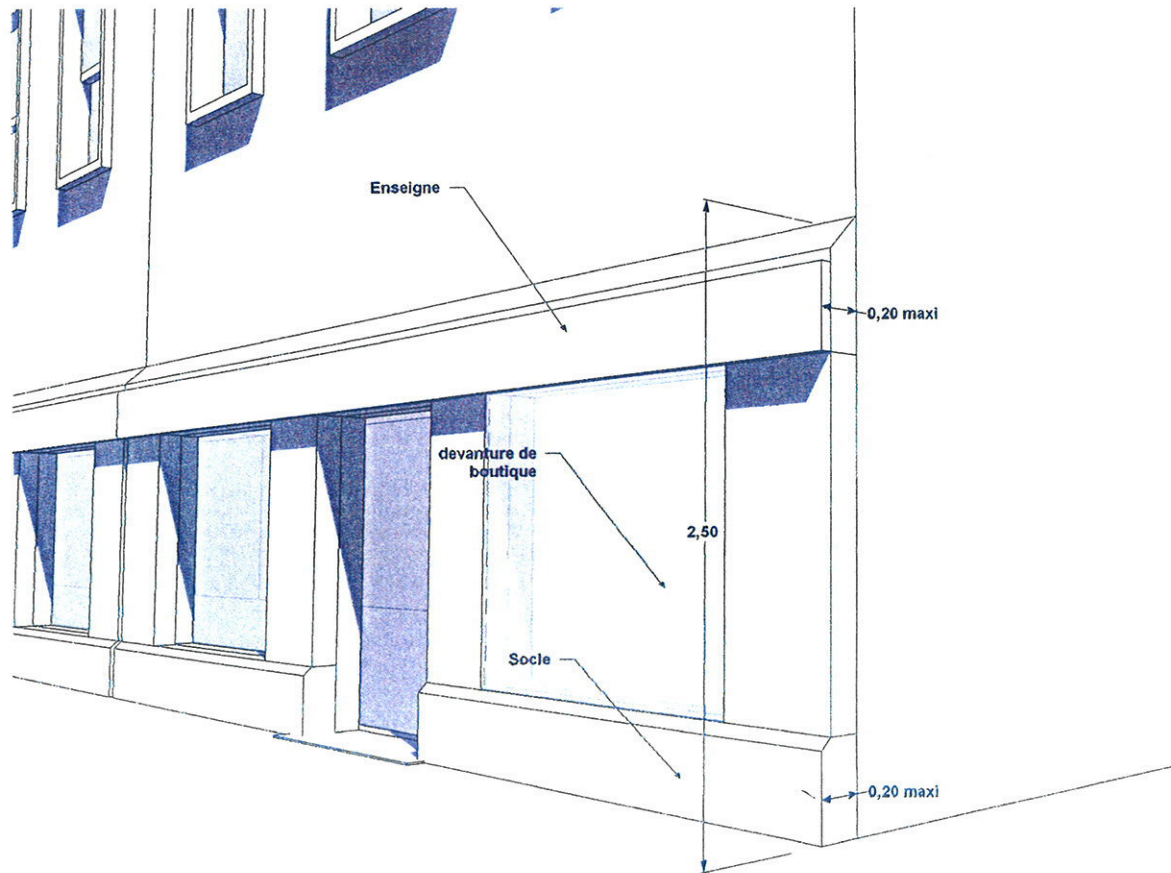 Enseigne
0,20 maxi
devanture de
boutique
2,50
Socle
0,20 maxi